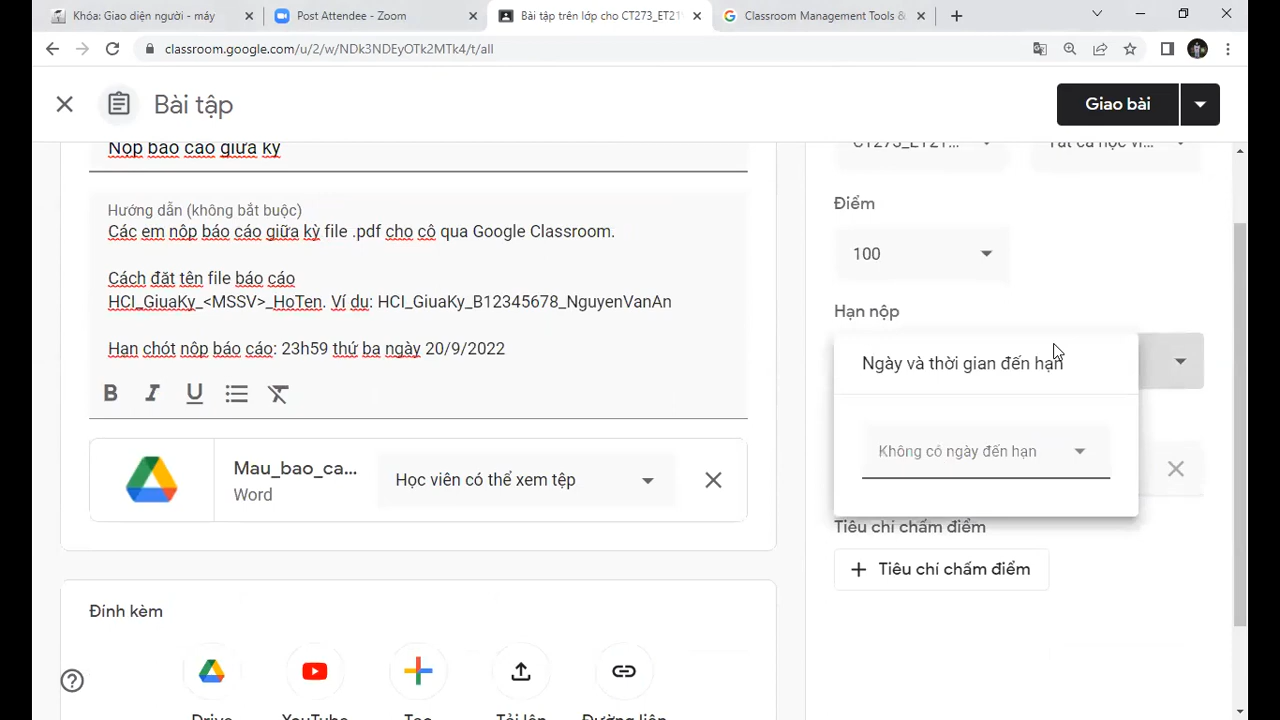 Khóa: Giao diện người - máy
Post Attendee - Zoom
Bài tập trên lớp cho CT273_ET21
Classroom Management Tools &
classroom.google.com/u/2/w/NDk3NDEyOTk2MTk4/t/all
Bài tập
Giao bài
Nộp báo cáo giữa kỳ
CT273_ET21...
Tất cả học vi...
Hướng dẫn (không bắt buộc)
Các em nộp báo cáo giữa kỳ file .pdf cho cô qua Google Classroom.
Cách đặt tên file báo cáo
HCI_GiuaKy_<MSSV>_HoTen. Ví dụ: HCI_GiuaKy_B12345678_NguyenVanAn
Hạn chót nộp báo cáo: 23h59 thứ ba ngày 20/9/2022
Điểm
100
Hạn nộp
Ngày và thời gian đến hạn
Không có ngày đến hạn
B I U
Mau_bao_ca...
Word
Học viên có thể xem tệp
Tiêu chí chấm điểm
Tiêu chí chấm điểm
Đính kèm
Drive
YouTube
Tạo
Tải lên
Đường liên